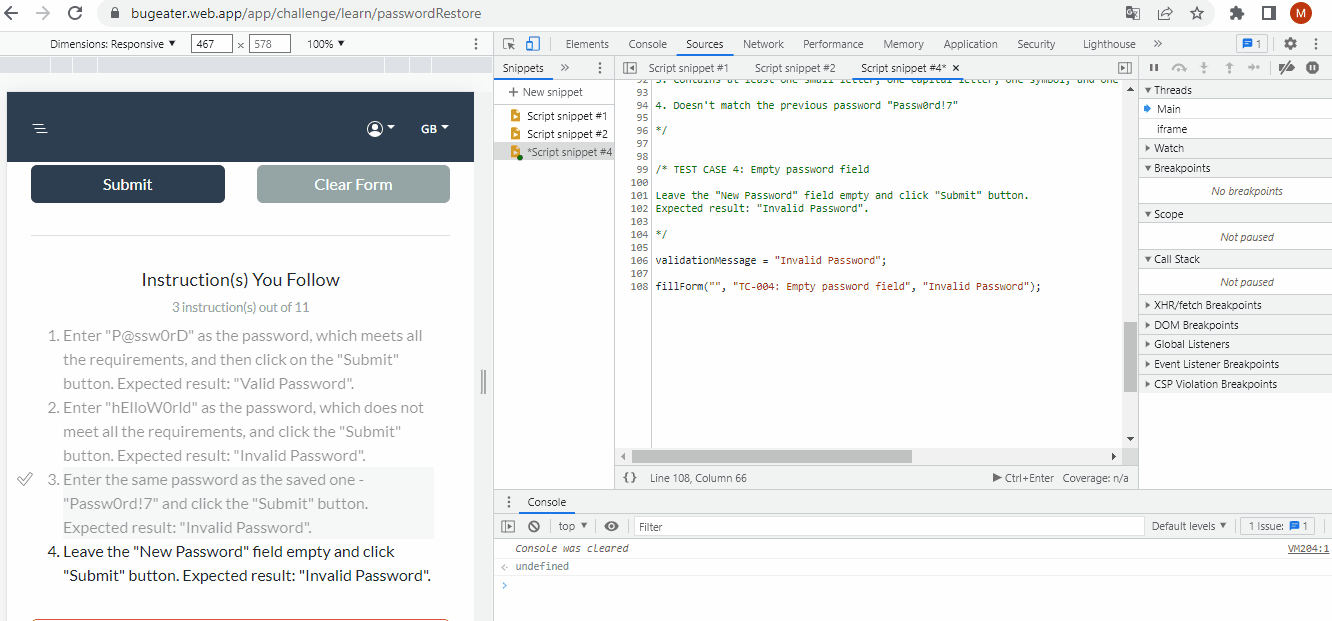 bugeater.web.app/app/challenge/learn/passwordRestore
M
Dimensions: Responsive ▼ 467 × 578 100% ▼
Elements Console Sources Network Performance Memory Application Security Lighthouse » 1
Snippets » Script snippet #1 Script snippet #2 Script snippet #4* ×
+ New snippet
Script snippet #1
Script snippet #2
*Script snippet #4
GB
Submit Clear Form
Instruction(s) You Follow
3 instruction(s) out of 11
1. Enter "P@ssw0rD" as the password, which meets all
the requirements, and then click on the "Submit"
button. Expected result: "Valid Password".
2. Enter "hElloW0rld" as the password, which does not
meet all the requirements, and click the "Submit"
button. Expected result: "Invalid Password".
3. Enter the same password as the saved one -
"Passw0rd!7" and click the "Submit" button.
Expected result: "Invalid Password".
4. Leave the "New Password" field empty and click
"Submit" button. Expected result: "Invalid Password".
92 3. Contains at least one small letter, one capital letter, one symbol, and one
93
94 4. Doesn't match the previous password "Passw0rd!7"
95
96 */
97
98
99 /* TEST CASE 4: Empty password field
100
101 Leave the "New Password" field empty and click "Submit" button.
102 Expected result: "Invalid Password".
103
104 */
105
106 validationMessage = "Invalid Password";
107
108 fillForm("", "TC-004: Empty password field", "Invalid Password");
{} Line 108, Column 66 Ctrl+Enter Coverage: n/a
Threads
Main
iframe
Watch
Breakpoints
No breakpoints
Scope
Not paused
Call Stack
Not paused
XHR/fetch Breakpoints
DOM Breakpoints
Global Listeners
Event Listener Breakpoints
CSP Violation Breakpoints
Console
top ▼ Filter Default levels ▼ 1 Issue: 1
Console was cleared VM204:1
undefined